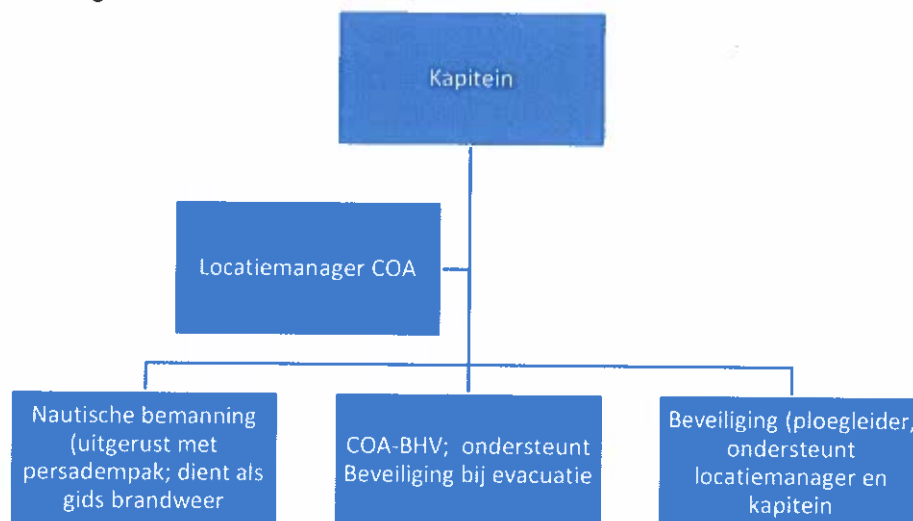 Kapitein
Locatiemanager COA
Nautische bemanning
(uitgerust met
persadempak; dient als
gids brandweer
COA-BHV; ondersteunt
Beveiliging bij evacuatie
Beveiliging (ploegleider,
ondersteunt
locatiemanager en
kapitein